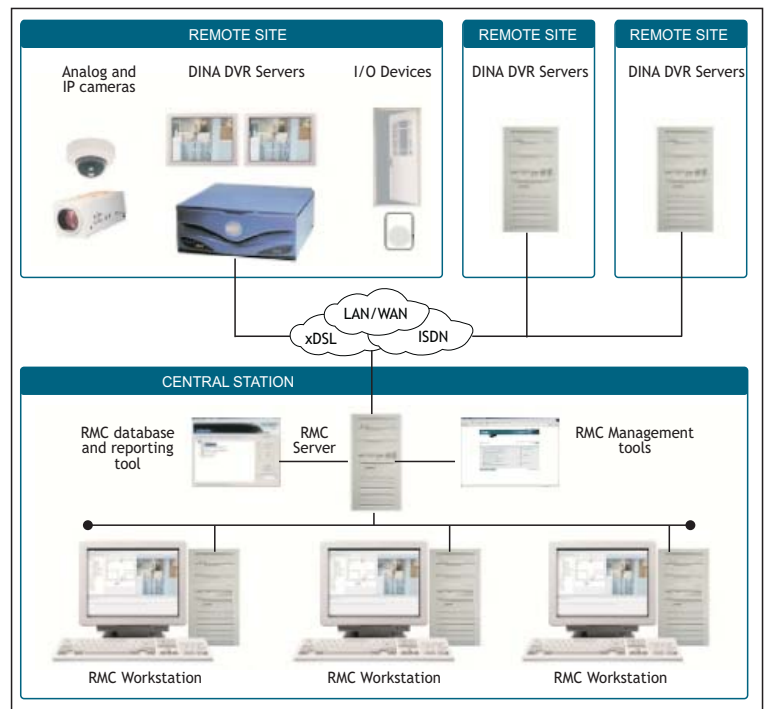 REMOTE SITE
Analog and
IP cameras
DINA DVR Servers
I/O Devices
REMOTE SITE
DINA DVR Servers
REMOTE SITE
DINA DVR Servers
LAN/WAN
xDSL
ISDN
CENTRAL STATION
RMC database
and reporting
tool
RMC
Server
RMC Management
tools
RMC Workstation
RMC Workstation
RMC Workstation